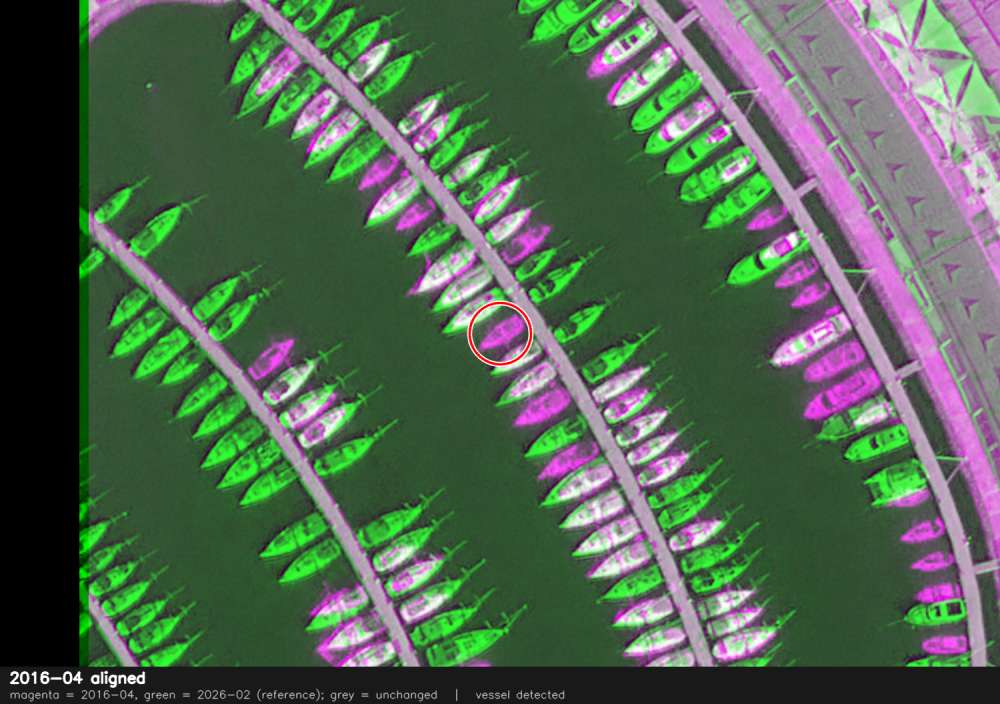 2016-04 aligned
magenta = 2016-04, green = 2026-02 (reference); grey = unchanged | vessel detected